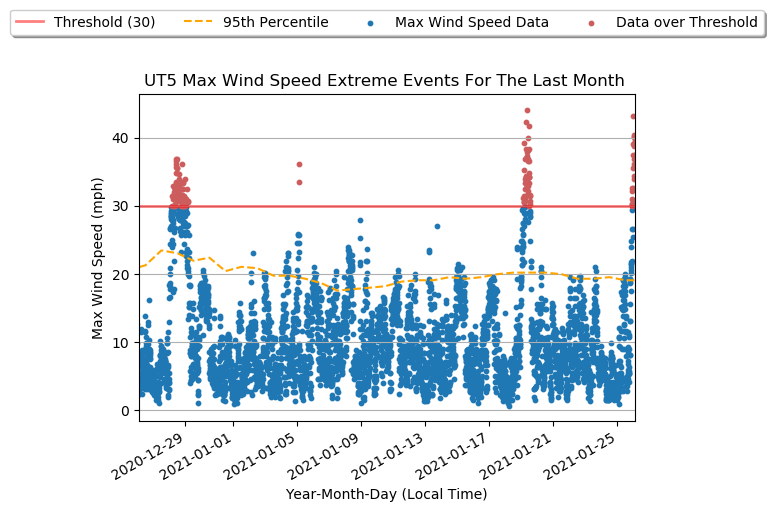 Threshold (30) 95th Percentile Max Wind Speed Data Data over Threshold
UT5 Max Wind Speed Extreme Events For The Last Month
Max Wind Speed (mph)
40
30
20
10
0
2020-12-29 2021-01-01 2021-01-05 2021-01-09 2021-01-13 2021-01-17 2021-01-21 2021-01-25
Year-Month-Day (Local Time)